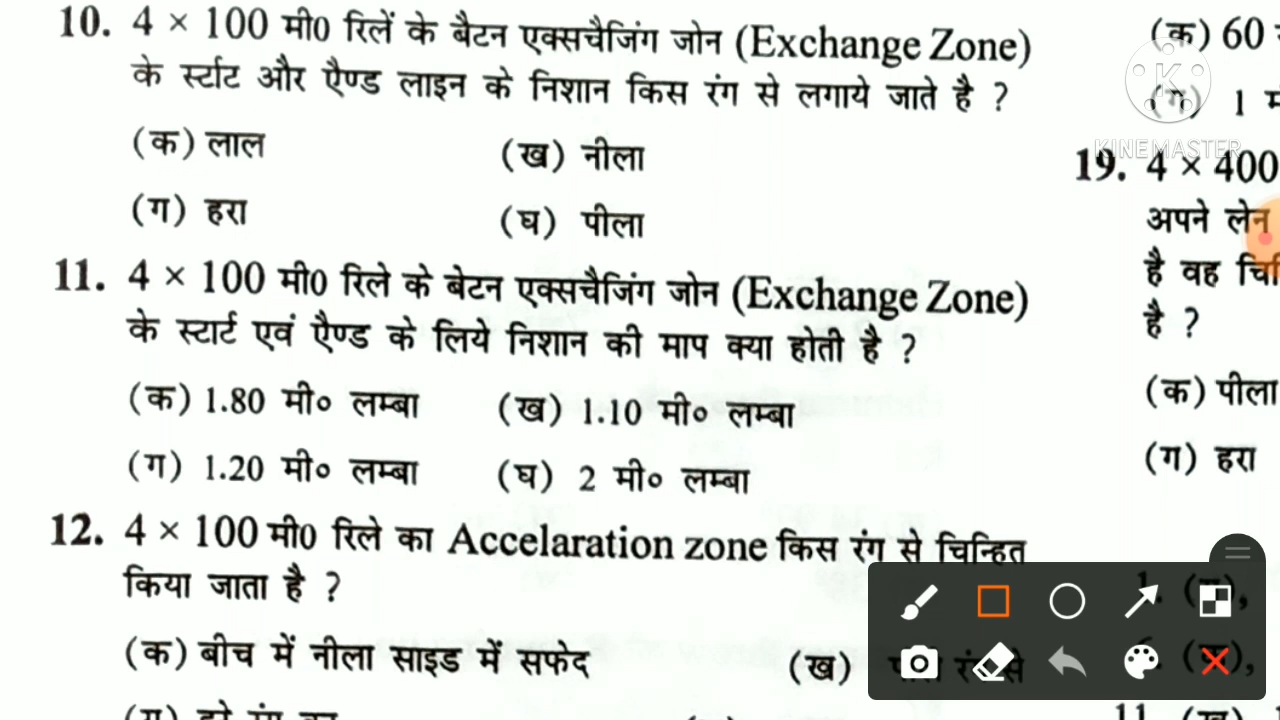 10. 4 × 100 मी0 रिलें के बैटन एक्सचैजिंग जोन (Exchange Zone)
के र्स्टाट और ऐैण्ड लाइन के निशान किस रंग से लगाये जाते है ?
(क) लाल (ख) नीला
(ग) हरा (घ) पीला
11. 4 × 100 मी0 रिले के बेटन एक्सचैजिंग जोन (Exchange Zone)
के स्टार्ट एवं ऐैण्ड के लिये निशान की माप क्या होती है ?
(क) 1.80 मी० लम्बा (ख) 1.10 मी० लम्बा
(ग) 1.20 मी० लम्बा (घ) 2 मी० लम्बा
12. 4 × 100 मी0 रिले का Accelaration zone किस रंग से चिन्हित
किया जाता है ?
(क) बीच में नीला साइड में सफेद (ख) रंग से
(क) 60
(ग) 1
KINEMASTER
19. 4 × 400
अपने लेन
है वह
है ?
(क) पीला
(ग) हरा